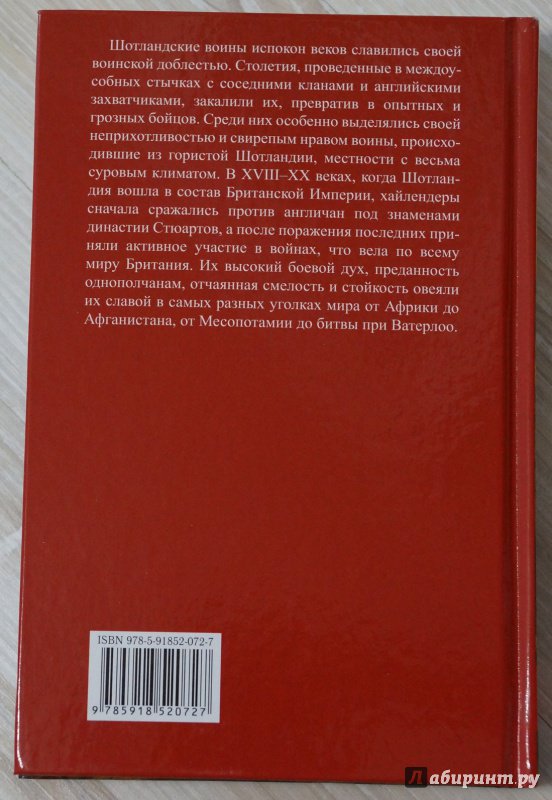 Шотландские воины испокон веков славились своей
воинской доблестью. Столетия, проведенные в междоу-
собных стычках с соседними кланами и английскими
захватчиками, закалили их, превратив в опытных и
грозных бойцов. Среди них особенно выделялись своей
неприхотливостью и свирепым нравом воины, происхо-
дившие из гористой Шотландии, местности с весьма
суровым климатом. В XVIII–XX веках, когда Шотлан-
дия вошла в состав Британской Империи, хайлендеры
сначала сражались против англичан под знаменами
династии Стюартов, а после поражения последних при-
няли активное участие в войнах, что вела по всему
миру Британия. Их высокий боевой дух, преданность
однополчанам, отчаянная смелость и стойкость овеяли
их славой в самых разных уголках мира от Африки до
Афганистана, от Месопотамии до битвы при Ватерлоо.
ISBN 978-5-91852-072-7
9 785918 520727
Лабиринт.ру